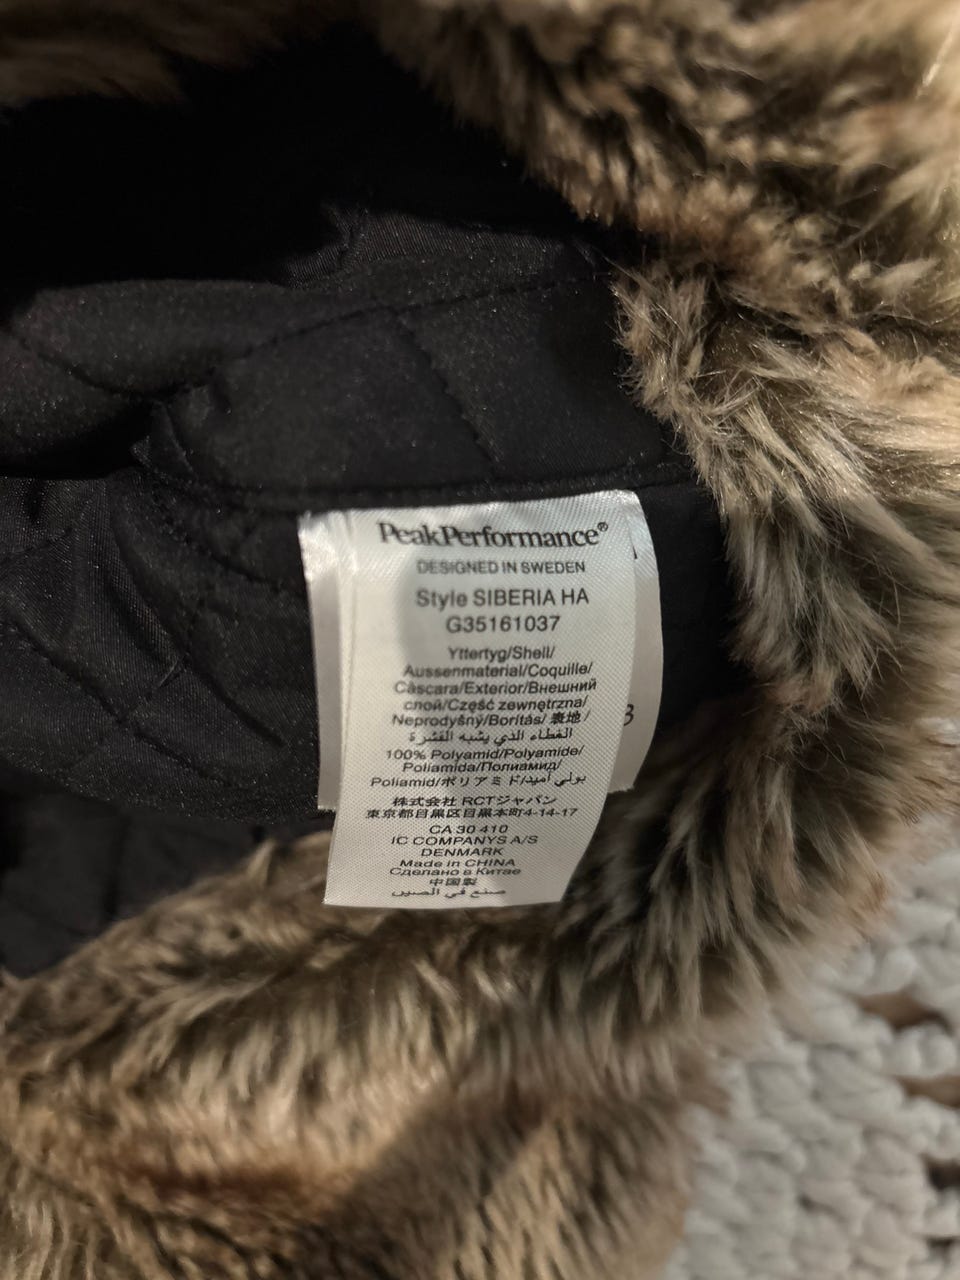 PeakPerformance®
DESIGNED IN SWEDEN
Style SIBERIA HA
G35161037
Yttertyg/Shell/
Aussenmaterial/Coquille/
Cáscara/Exterior/Внешний
слой/Część zewnętrzna/
Neprodyšný/Borítás/ 表地/
الغطاء الذي يشبه القشرة
100% Polyamid/Polyamide/
Poliamida/Полиамид/
Poliamid/ポリアミド/بولي أميد
株式会社 RCTジャパン
東京都目黒区目黒本町4-14-17
CA 30 410
IC COMPANYS A/S
DENMARK
Made in CHINA
Сделано в Китае
中国製
صنع في الصين
3